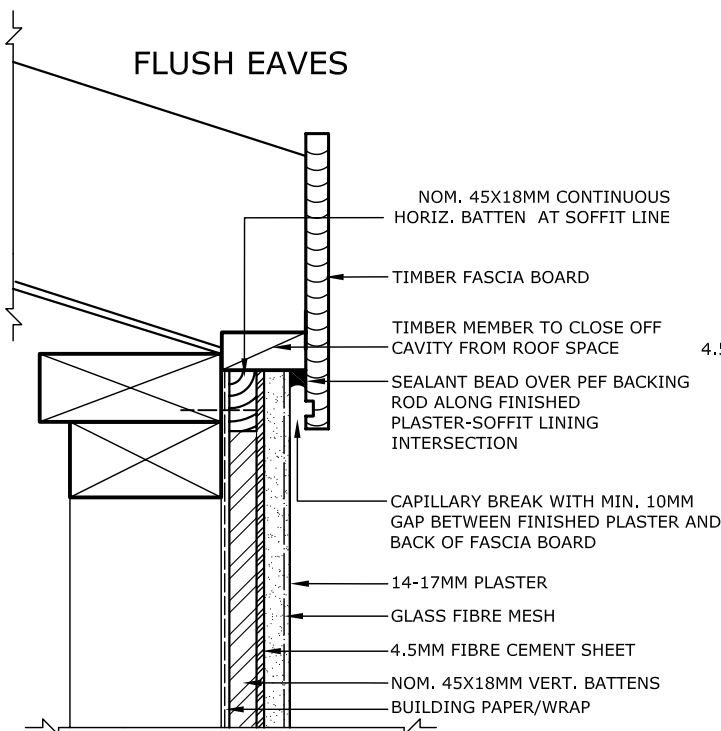 FLUSH EAVES
NOM. 45X18MM CONTINUOUS
HORIZ. BATTEN AT SOFFIT LINE
TIMBER FASCIA BOARD
TIMBER MEMBER TO CLOSE OFF
CAVITY FROM ROOF SPACE
4.5
SEALANT BEAD OVER PEF BACKING
ROD ALONG FINISHED
PLASTER-SOFFIT LINING
INTERSECTION
CAPILLARY BREAK WITH MIN. 10MM
GAP BETWEEN FINISHED PLASTER AND
BACK OF FASCIA BOARD
14-17MM PLASTER
GLASS FIBRE MESH
4.5MM FIBRE CEMENT SHEET
NOM. 45X18MM VERT. BATTENS
BUILDING PAPER/WRAP